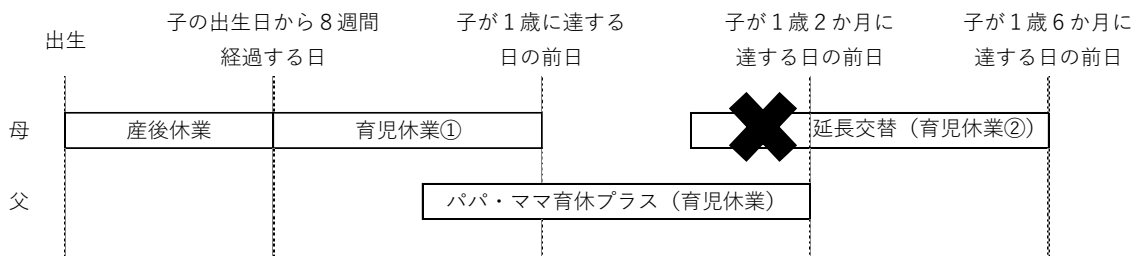 出生
子の出生日から８週間
経過する日
子が１歳に達する
日の前日
子が１歳２か月に
達する日の前日
子が１歳６か月に
達する日の前日
母
産後休業
育児休業①
延長交替（育児休業②）
父
パパ・ママ育休プラス（育児休業）